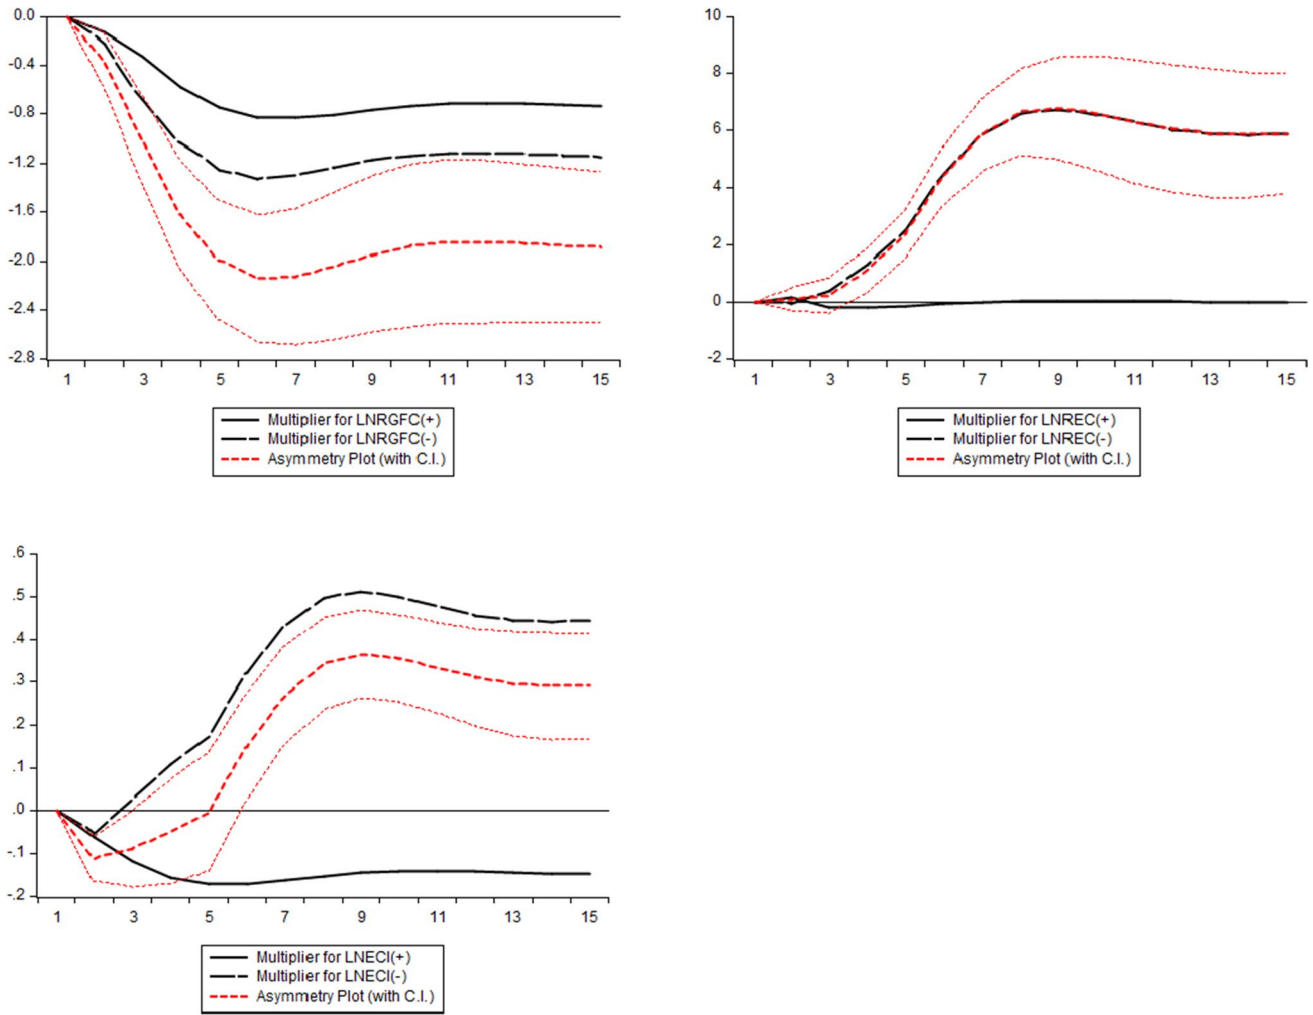 0.0
-0.4
-0.8
-1.2
-1.6
-2.0
-2.4
-2.8
1 3 5 7 9 11 13 15
Multiplier for LNRGFC(+)
Multiplier for LNRGFC(-)
Asymmetry Plot (with C.I.)
10
8
6
4
2
0
-2
1 3 5 7 9 11 13 15
Multiplier for LNREC(+)
Multiplier for LNREC(-)
Asymmetry Plot (with C.I.)
.6
.5
.4
.3
.2
.1
.0
-.1
-.2
1 3 5 7 9 11 13 15
Multiplier for LNECI(+)
Multiplier for LNECI(-)
Asymmetry Plot (with C.I.)